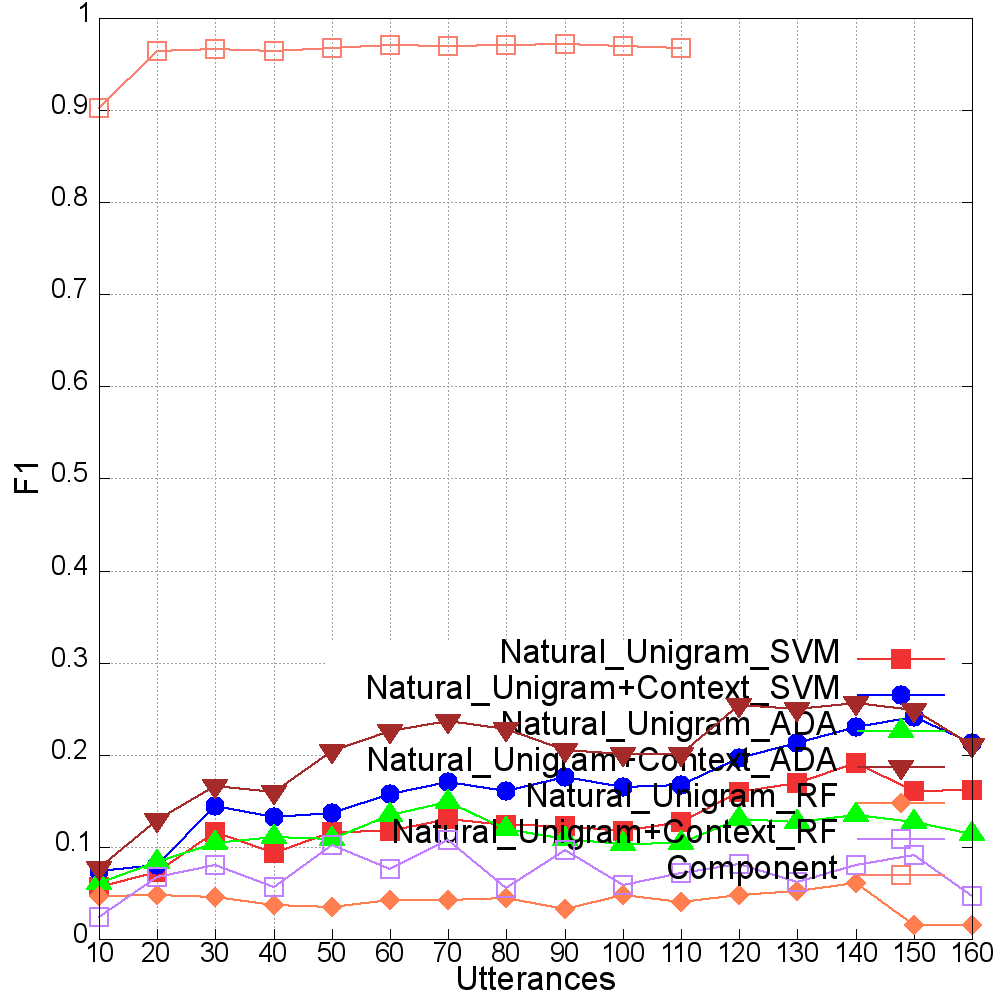 1
0.9
0.8
0.7
0.6
0.5
0.4
0.3
0.2
0.1
0
F1
Natural_Unigram_SVM
Natural_Unigram+Context_SVM
Natural_Unigram_ADA
Natural_Unigram+Context_ADA
Natural_Unigram_RF
Natural_Unigram+Context_RF
Component
10 20 30 40 50 60 70 80 90 100 110 120 130 140 150 160
Utterances